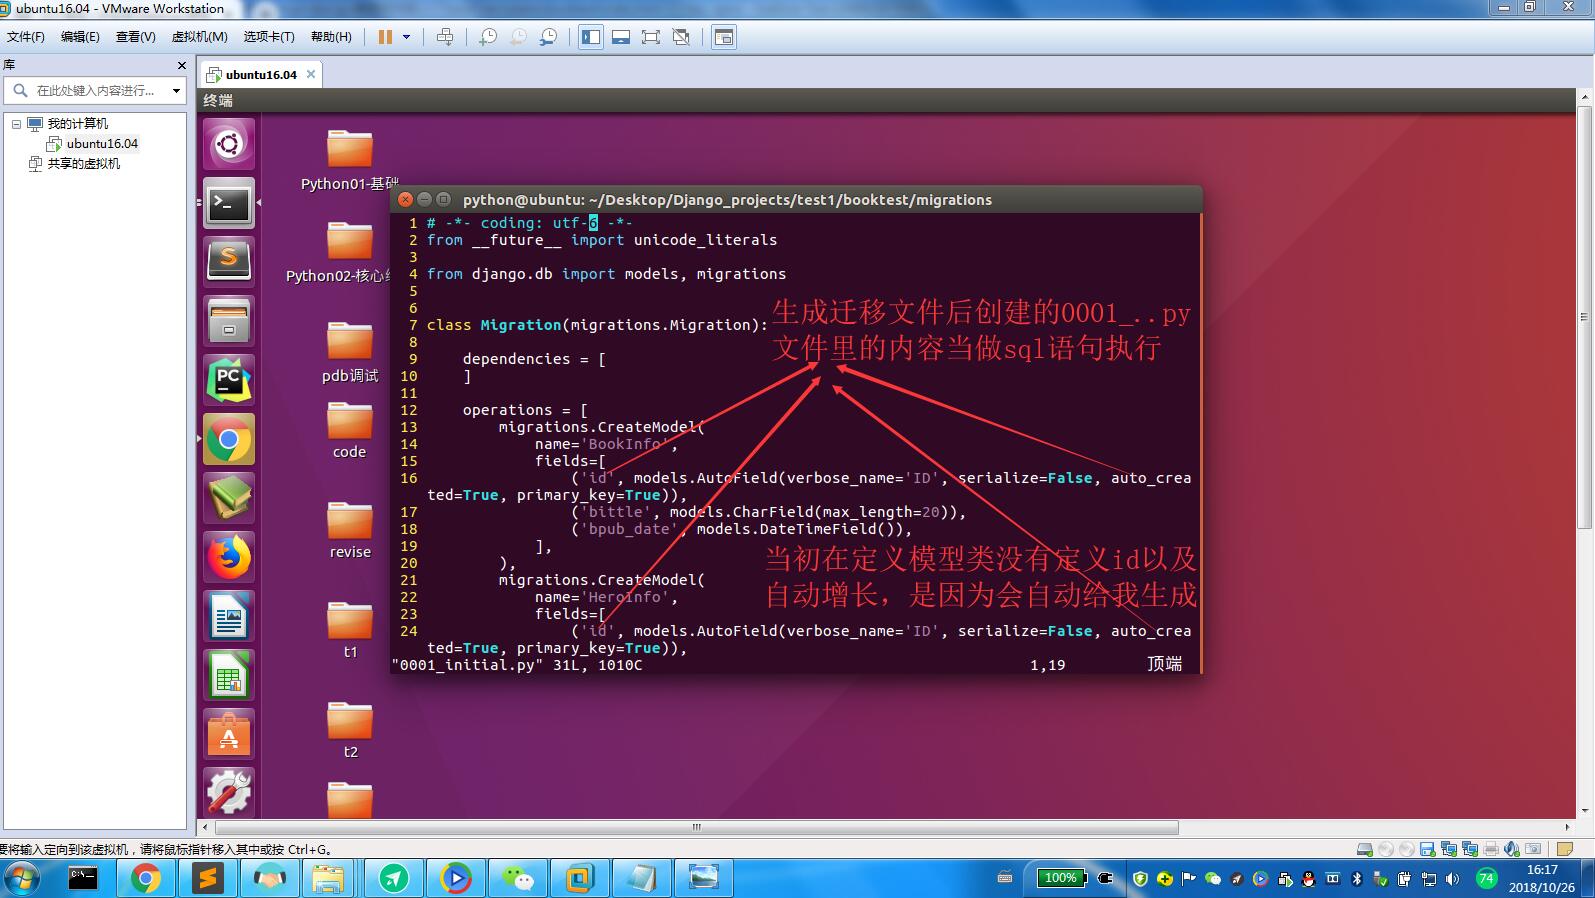 ubuntu16.04 - VMware Workstation
文件(F) 编辑(E) 查看(V) 虚拟机(M) 选项卡(T) 帮助(H)
库
在此处键入内容进行...
我的计算机
ubuntu16.04
共享的虚拟机
ubuntu16.04
终端
Python01-基础
Python02-核心
pdb调试
code
revise
t1
t2
python@ubuntu: ~/Desktop/Django_projects/test1/booktest/migrations
1 # -*- coding: utf-6 -*-
2 from __future__ import unicode_literals
3
4 from django.db import models, migrations
5
6
7 class Migration(migrations.Migration):
8
9 dependencies = [
10 ]
11
12 operations = [
13 migrations.CreateModel(
14 name='BookInfo',
15 fields=[
16 ('id', models.AutoField(verbose_name='ID', serialize=False, auto_crea
ted=True, primary_key=True)),
17 ('bittle', models.CharField(max_length=20)),
18 ('bpub_date', models.DateTimeField()),
19 ],
20 ),
21 migrations.CreateModel(
22 name='HeroInfo',
23 fields=[
24 ('id', models.AutoField(verbose_name='ID', serialize=False, auto_crea
ted=True, primary_key=True)),
"0001_initial.py" 31L, 1010C 1,19 顶端
生成迁移文件后创建的0001_..py
文件里的内容当做sql语句执行
当初在定义模型类没有定义id以及
自动增长，是因为会自动给我生成
要将输入定向到该虚拟机，请将鼠标指针移入其中或按 Ctrl+G。
100%
74
16:17
2018/10/26